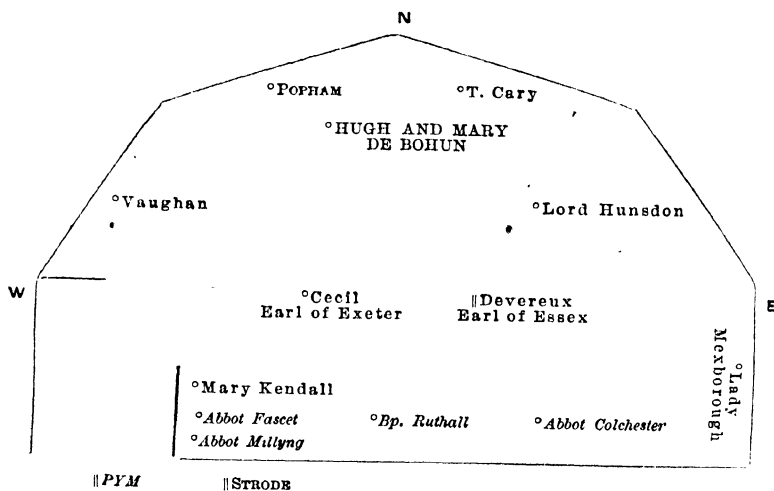 N
°POPHAM
°T. Cary
°HUGH AND MARY
DE BOHUN
°Vaughan
°Lord Hunsdon
W
E
°Cecil
Earl of Exeter
||Devereux
Earl of Essex
°Lady
Mexborough
°Mary Kendall
°Abbot Fascet
°Bp. Ruthall
°Abbot Colchester
°Abbot Millyng
||PYM
||STRODE